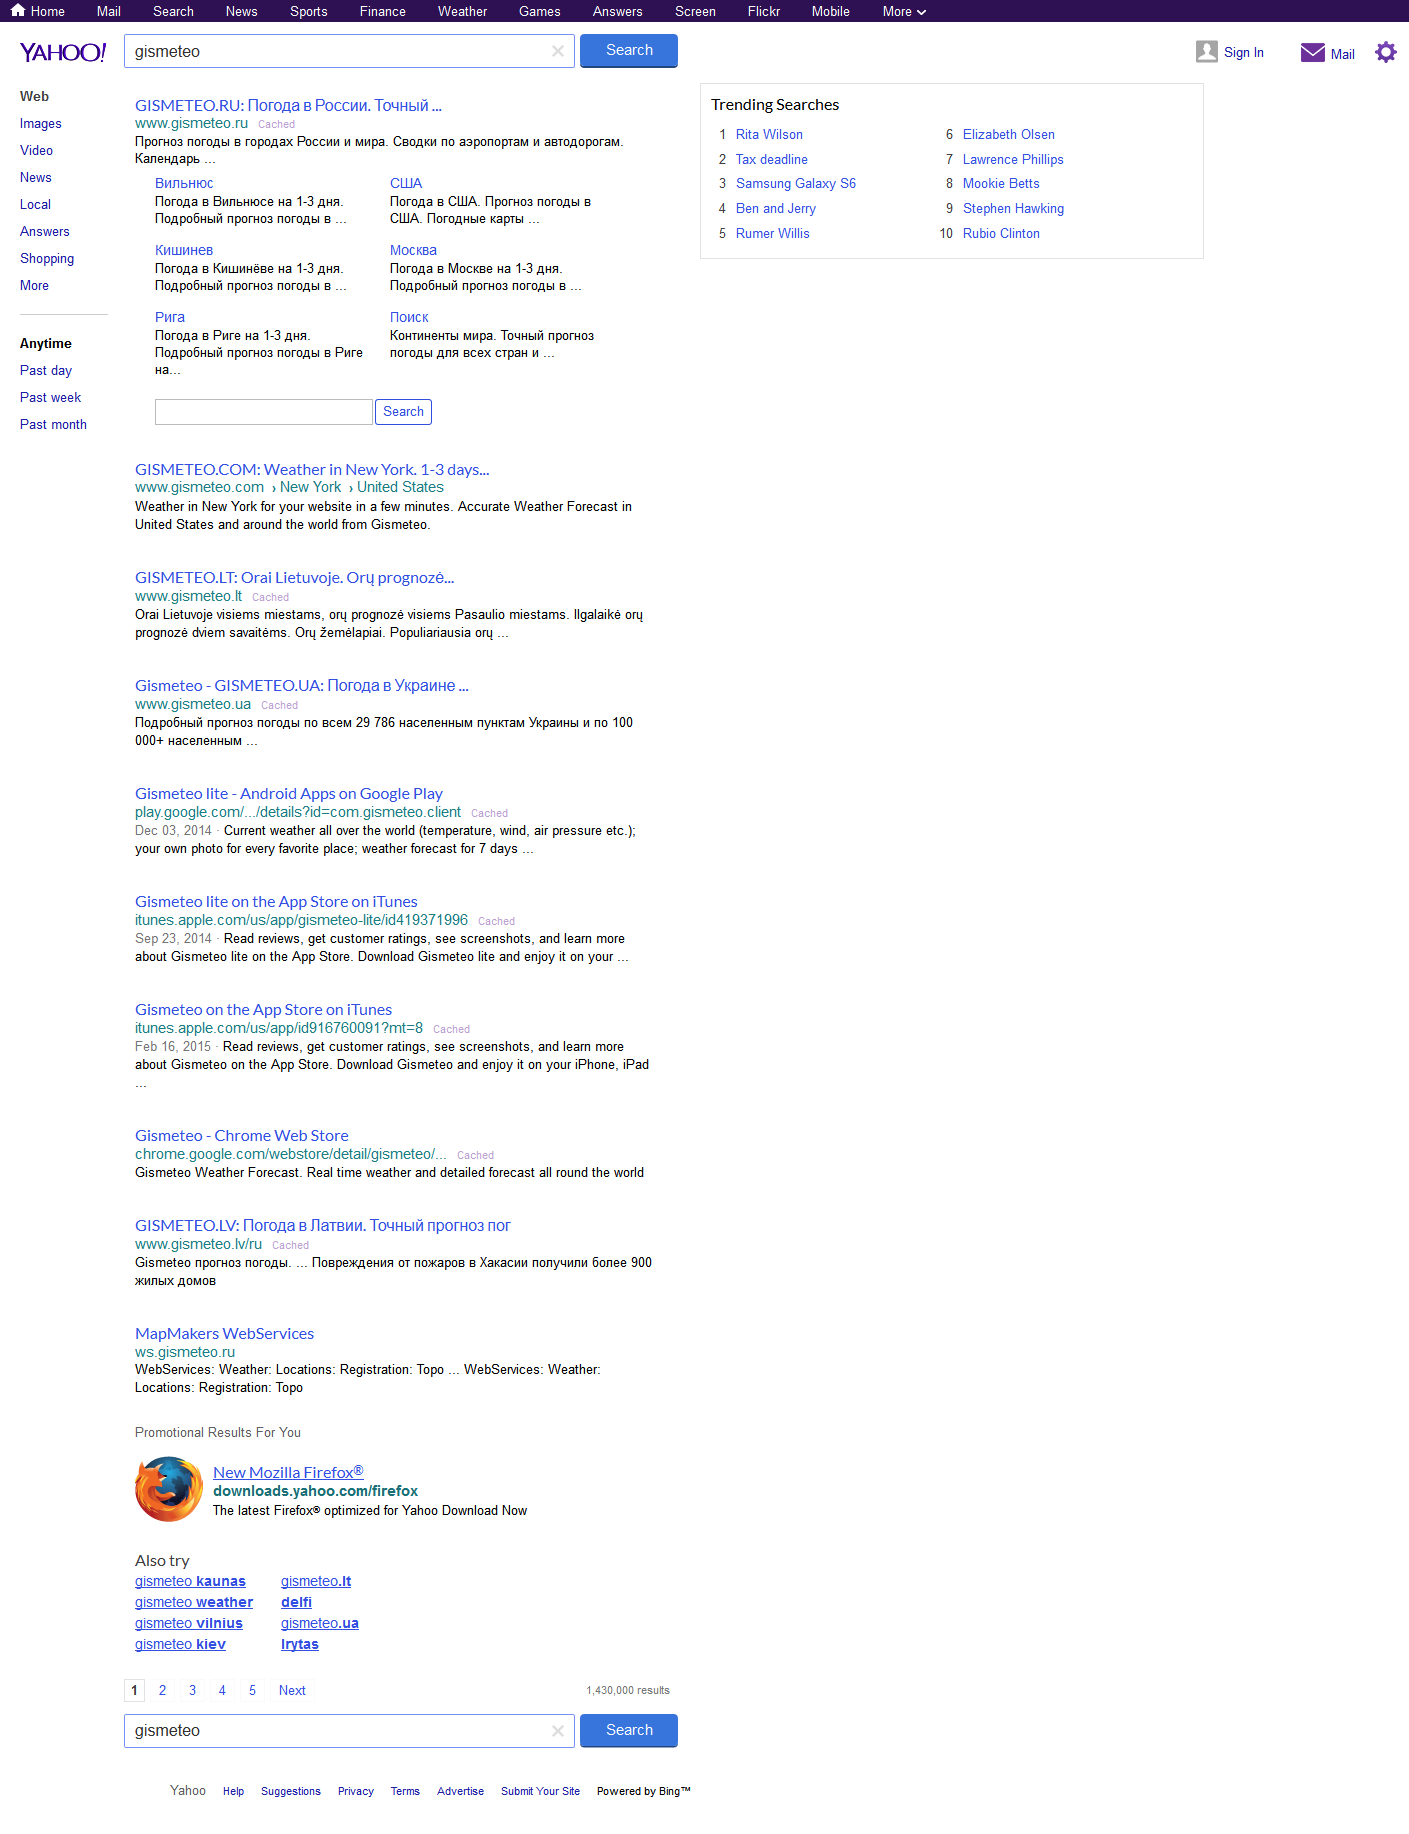 Home Mail Search News Sports Finance Weather Games Answers Screen Flickr Mobile More
YAHOO! gismeteo Search Sign In Mail
Web
Images
Video
News
Local
Answers
Shopping
More
Anytime
Past day
Past week
Past month
GISMETEO.RU: Погода в России. Точный ...
www.gismeteo.ru Cached
Прогноз погоды в городах России и мира. Сводки по аэропортам и автодорогам.
Календарь ...
Вильнюс
Погода в Вильнюсе на 1-3 дня.
Подробный прогноз погоды в ...
США
Погода в США. Прогноз погоды в
США. Погодные карты ...
Кишинев
Погода в Кишинёве на 1-3 дня.
Подробный прогноз погоды в ...
Москва
Погода в Москве на 1-3 дня.
Подробный прогноз погоды в ...
Рига
Погода в Риге на 1-3 дня.
Подробный прогноз погоды в Риге
на...
Поиск
Континенты мира. Точный прогноз
погоды для всех стран и ...
Search
GISMETEO.COM: Weather in New York. 1-3 days...
www.gismeteo.com › New York › United States
Weather in New York for your website in a few minutes. Accurate Weather Forecast in
United States and around the world from Gismeteo.
GISMETEO.LT: Orai Lietuvoje. Orų prognozė...
www.gismeteo.lt Cached
Orai Lietuvoje visiems miestams, orų prognozė visiems Pasaulio miestams. Ilgalaikė orų
prognozė dviem savaitėms. Orų žemėlapiai. Populiariausia orų ...
Gismeteo - GISMETEO.UA: Погода в Украине ...
www.gismeteo.ua Cached
Подробный прогноз погоды по всем 29 786 населенным пунктам Украины и по 100
000+ населенным ...
Gismeteo lite - Android Apps on Google Play
play.google.com/.../details?id=com.gismeteo.client Cached
Dec 03, 2014 · Current weather all over the world (temperature, wind, air pressure etc.);
your own photo for every favorite place; weather forecast for 7 days ...
Gismeteo lite on the App Store on iTunes
itunes.apple.com/us/app/gismeteo-lite/id419371996 Cached
Sep 23, 2014 · Read reviews, get customer ratings, see screenshots, and learn more
about Gismeteo lite on the App Store. Download Gismeteo lite and enjoy it on your ...
Gismeteo on the App Store on iTunes
itunes.apple.com/us/app/id916760091?mt=8 Cached
Feb 16, 2015 · Read reviews, get customer ratings, see screenshots, and learn more
about Gismeteo on the App Store. Download Gismeteo and enjoy it on your iPhone, iPad
...
Gismeteo - Chrome Web Store
chrome.google.com/webstore/detail/gismeteo/... Cached
Gismeteo Weather Forecast. Real time weather and detailed forecast all round the world
GISMETEO.LV: Погода в Латвии. Точный прогноз пог
www.gismeteo.lv/ru Cached
Gismeteo прогноз погоды. ... Повреждения от пожаров в Хакасии получили более 900
жилых домов
MapMakers WebServices
ws.gismeteo.ru
WebServices: Weather: Locations: Registration: Topo ... WebServices: Weather:
Locations: Registration: Topo
Promotional Results For You
New Mozilla Firefox®
downloads.yahoo.com/firefox
The latest Firefox® optimized for Yahoo Download Now
Also try
gismeteo kaunas gismeteo.lt
gismeteo weather delfi
gismeteo vilnius gismeteo.ua
gismeteo kiev lrytas
1 2 3 4 5 Next 1,430,000 results
gismeteo Search
Yahoo Help Suggestions Privacy Terms Advertise Submit Your Site Powered by Bing™
Trending Searches
1 Rita Wilson
2 Tax deadline
3 Samsung Galaxy S6
4 Ben and Jerry
5 Rumer Willis
6 Elizabeth Olsen
7 Lawrence Phillips
8 Mookie Betts
9 Stephen Hawking
10 Rubio Clinton